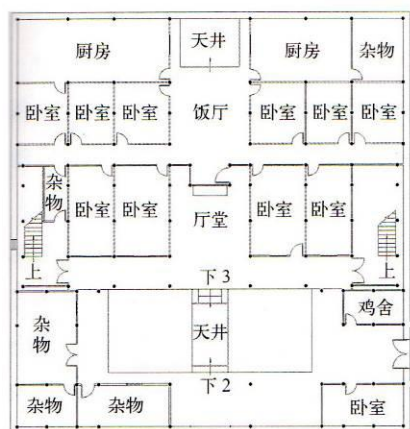 厨房 天井 厨房 杂物
卧室 卧室 卧室 饭厅 卧室 卧室 卧室
杂物 卧室 卧室 厅堂 卧室 卧室
上 上
下3
杂物 天井 鸡舍
下2
杂物 杂物 卧室